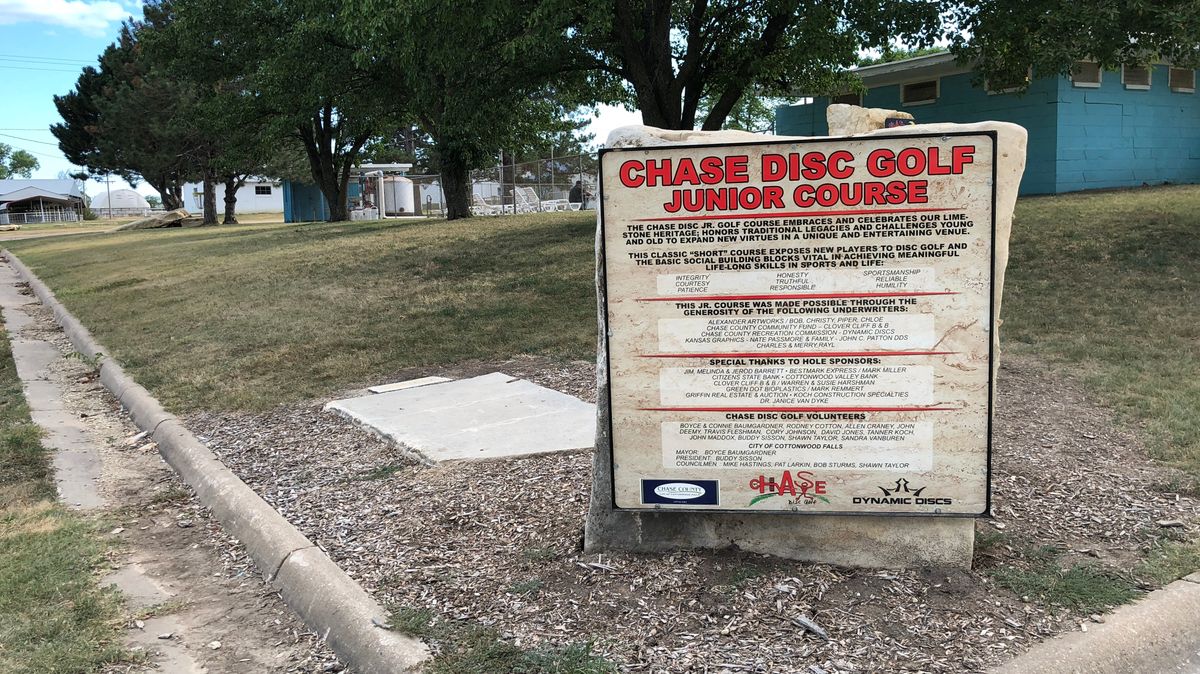 CHASE DISC GOLF
JUNIOR COURSE
THE CHASE DISC JR. GOLF COURSE EMBRACES AND CELEBRATES OUR LIME-
STONE HERITAGE; HONORS TRADITIONAL LEGACIES AND CHALLENGES YOUNG
AND OLD TO EXPAND NEW VIRTUES IN A UNIQUE AND ENTERTAINING VENUE.
THIS CLASSIC “SHORT” COURSE EXPOSES NEW PLAYERS TO DISC GOLF AND
THE BASIC SOCIAL BUILDING BLOCKS VITAL IN ACHIEVING MEANINGFUL
LIFE-LONG SKILLS IN SPORTS AND LIFE:
INTEGRITY HONESTY SPORTSMANSHIP
COURTESY TRUTHFUL RELIABLE
PATIENCE RESPONSIBLE HUMILITY
THIS JR. COURSE WAS MADE POSSIBLE THROUGH THE
GENEROSITY OF THE FOLLOWING UNDERWRITERS:
ALEXANDER ARTWORKS / BOB, CHRISTY, PIPER, CHLOE
CHASE COUNTY COMMUNITY FUND – CLOVER CLIFF B & B
CHASE COUNTY RECREATION COMMISSION - DYNAMIC DISCS
KANSAS GRAPHICS - NATE PASSMORE & FAMILY - JOHN C. PATTON DDS
CHARLES & MERRY RAYL
SPECIAL THANKS TO HOLE SPONSORS:
JIM, MELINDA & JEROD BARRETT • BESTMARK EXPRESS / MARK MILLER
CITIZENS STATE BANK • COTTONWOOD VALLEY BANK
CLOVER CLIFF B & B / WARREN & SUSIE HARSHMAN
GREEN DOT BIOPLASTICS / MARK REMMERT
GRIFFIN REAL ESTATE & AUCTION • KOCH CONSTRUCTION SPECIALTIES
DR. JANICE VAN DYKE
CHASE DISC GOLF VOLUNTEERS
BOYCE & CONNIE BAUMGARDNER, RODNEY COTTON, ALLEN CRANEY, JOHN
DEEMY, TRAVIS FLESHMAN, CORY JOHNSON, DAVID JONES, TANNER KOCH,
JOHN MADDOX, BUDDY SISSON, SHAWN TAYLOR, SANDRA VANBUREN
CITY OF COTTONWOOD FALLS
MAYOR: BOYCE BAUMGARDNER
PRESIDENT: BUDDY SISSON
COUNCILMEN: MIKE HASTINGS, PAT LARKIN, BOB STURMS, SHAWN TAYLOR
CHASE COUNTY
CHASE
DISC GOLF
DYNAMIC DISCS